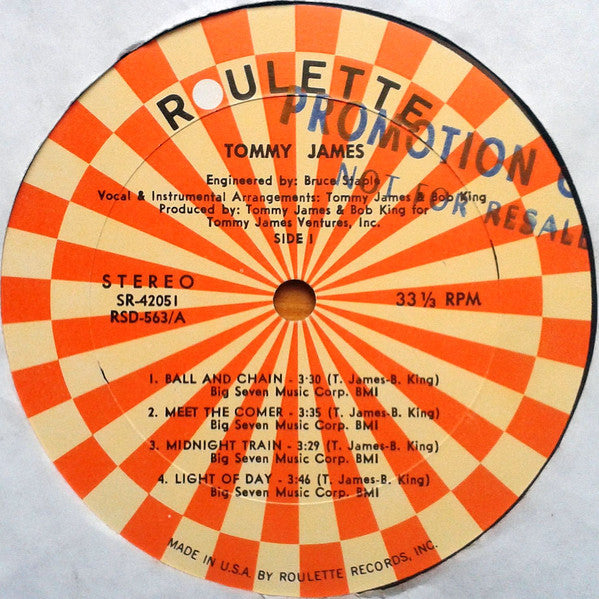 ROULETTE
PROMOTION
NOT FOR RESALE
TOMMY JAMES
Engineered by: Bruce Staple
Vocal & Instrumental Arrangements: Tommy James & Bob King
Produced by: Tommy James & Bob King for
Tommy James Ventures, Inc.
SIDE I
STEREO
SR-42051
RSD-563/A
33 ⅓ RPM
1. BALL AND CHAIN - 3:30 (T. James-B. King)
Big Seven Music Corp. BMI
2. MEET THE COMER - 3:35 (T. James-B. King)
Big Seven Music Corp. BMI
3. MIDNIGHT TRAIN - 3:29 (T. James-B. King)
Big Seven Music Corp. BMI
4. LIGHT OF DAY - 3:46 (T. James-B. King)
Big Seven Music Corp. BMI
MADE IN U.S.A. BY ROULETTE RECORDS, INC.